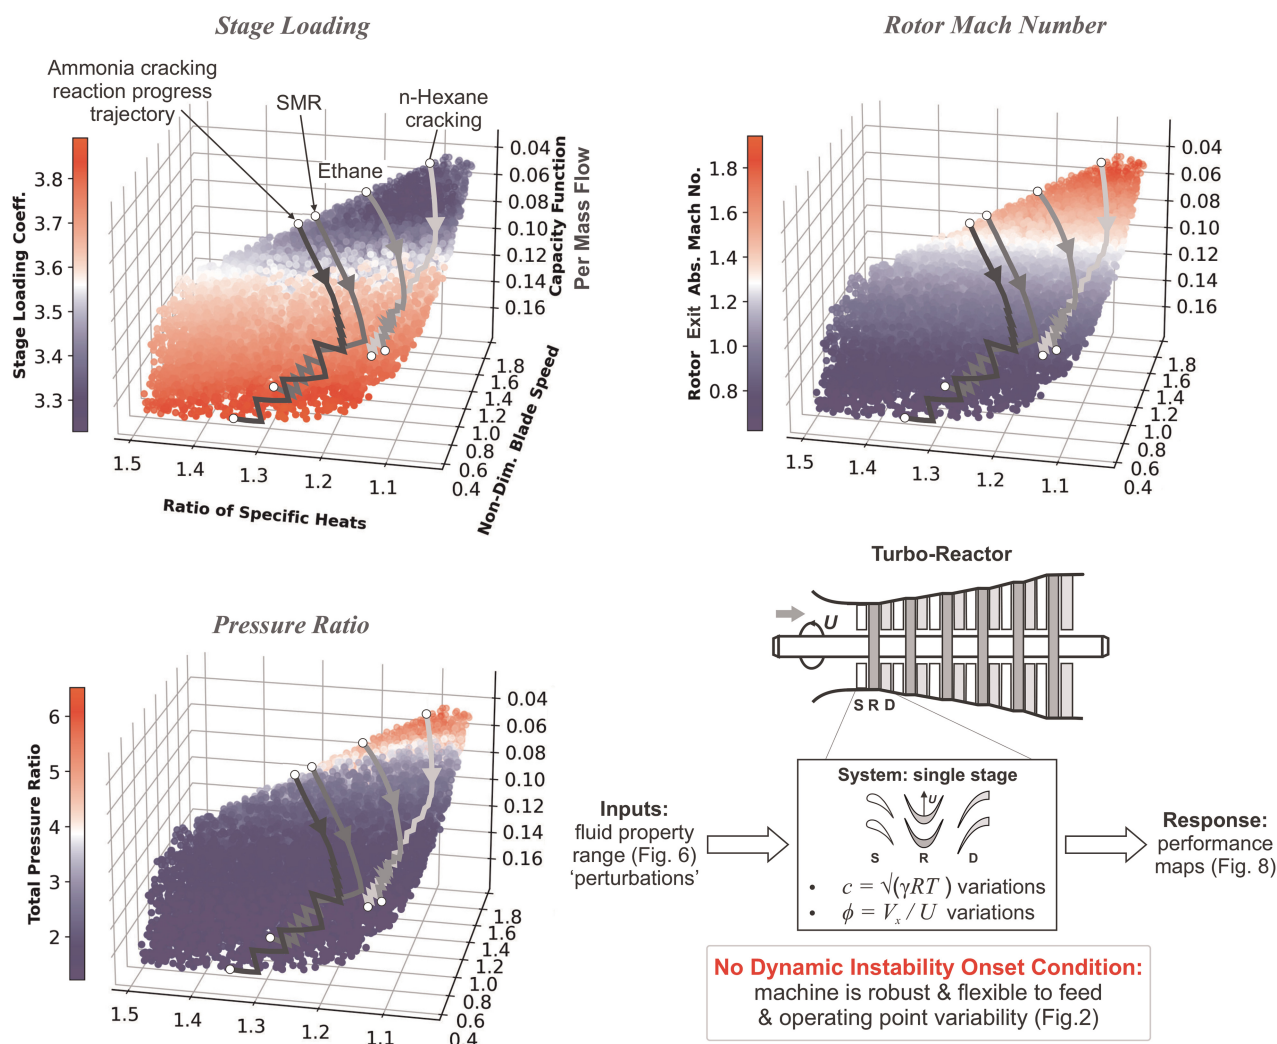 Stage Loading
Ammonia cracking
reaction progress
trajectory
SMR
n-Hexane
cracking
Ethane
Stage Loading Coeff.
3.8
3.7
3.6
3.5
3.4
3.3
0.04
0.06
0.08
0.10
0.12
0.14
0.16
Capacity Function
Per Mass Flow
1.8
1.6
1.4
1.2
1.0
0.8
0.6
0.4
Non-Dim. Blade Speed
1.5
1.4
1.3
1.2
1.1
Ratio of Specific Heats
Rotor Mach Number
Rotor Exit Abs. Mach No.
1.8
1.6
1.4
1.2
1.0
0.8
0.04
0.06
0.08
0.10
0.12
0.14
0.16
1.8
1.6
1.4
1.2
1.0
0.8
0.6
0.4
1.5
1.4
1.3
1.2
1.1
Pressure Ratio
Total Pressure Ratio
6
5
4
3
2
0.04
0.06
0.08
0.10
0.12
0.14
0.16
1.8
1.6
1.4
1.2
1.0
0.8
0.6
0.4
1.5
1.4
1.3
1.2
1.1
Turbo-Reactor
U
S R D
Inputs:
fluid property
range (Fig. 6)
‘perturbations’
System: single stage
U
S R D
• c = √(γRT ) variations
• ϕ = Vₓ / U variations
Response:
performance
maps (Fig. 8)
No Dynamic Instability Onset Condition:
machine is robust & flexible to feed
& operating point variability (Fig.2)